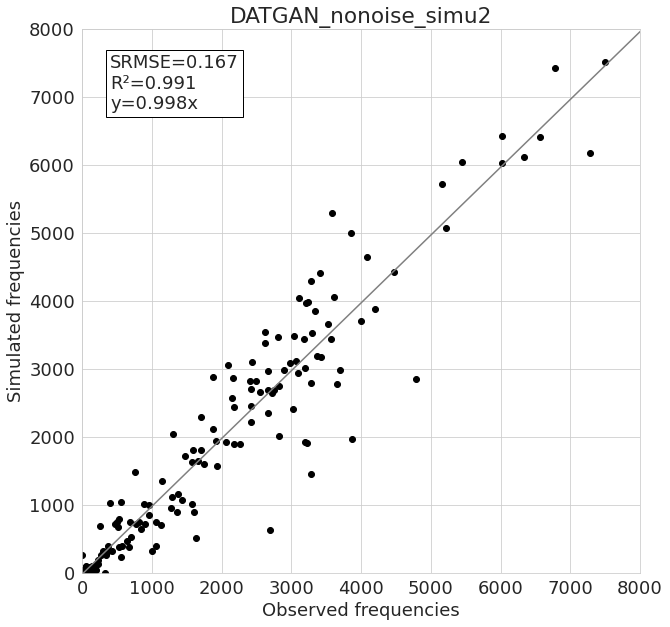 DATGAN_nonoise_simu2
SRMSE=0.167
R²=0.991
y=0.998x
Simulated frequencies
8000
7000
6000
5000
4000
3000
2000
1000
0
0 1000 2000 3000 4000 5000 6000 7000 8000
Observed frequencies